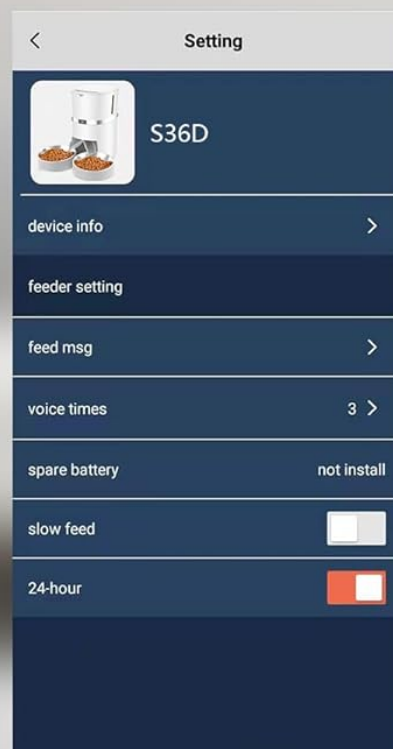 Setting
S36D
device info
feeder setting
feed msg
voice times 3
spare battery not install
slow feed
24-hour